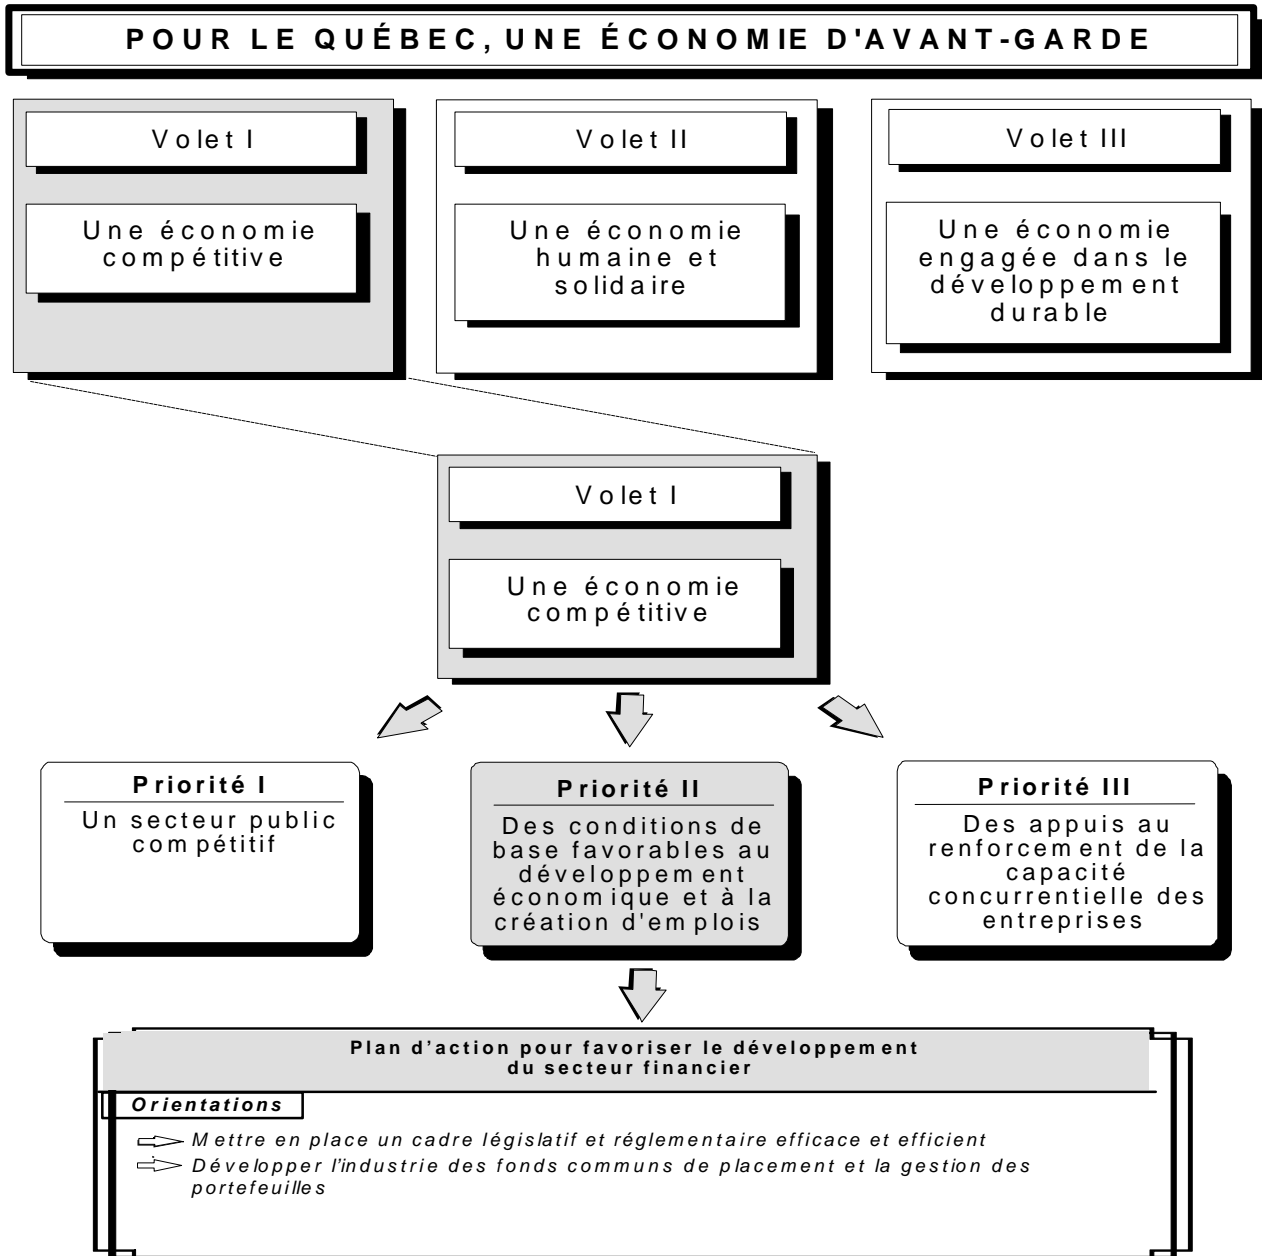 POUR LE QUÉBEC, UNE ÉCONOMIE D'AVANT-GARDE
Volet I
Une économie
compétitive
Volet II
Une économie
humaine et
solidaire
Volet III
Une économie
engagée dans le
développement
durable
Volet I
Une économie
compétitive
Priorité I
Un secteur public
compétitif
Priorité II
Des conditions de
base favorables au
développement
économique et à la
création d'emplois
Priorité III
Des appuis au
renforcement de la
capacité
concurrentielle des
entreprises
Plan d’action pour favoriser le développement
du secteur financier
Orientations
Mettre en place un cadre législatif et réglementaire efficace et efficient
Développer l’industrie des fonds communs de placement et la gestion des
portefeuilles